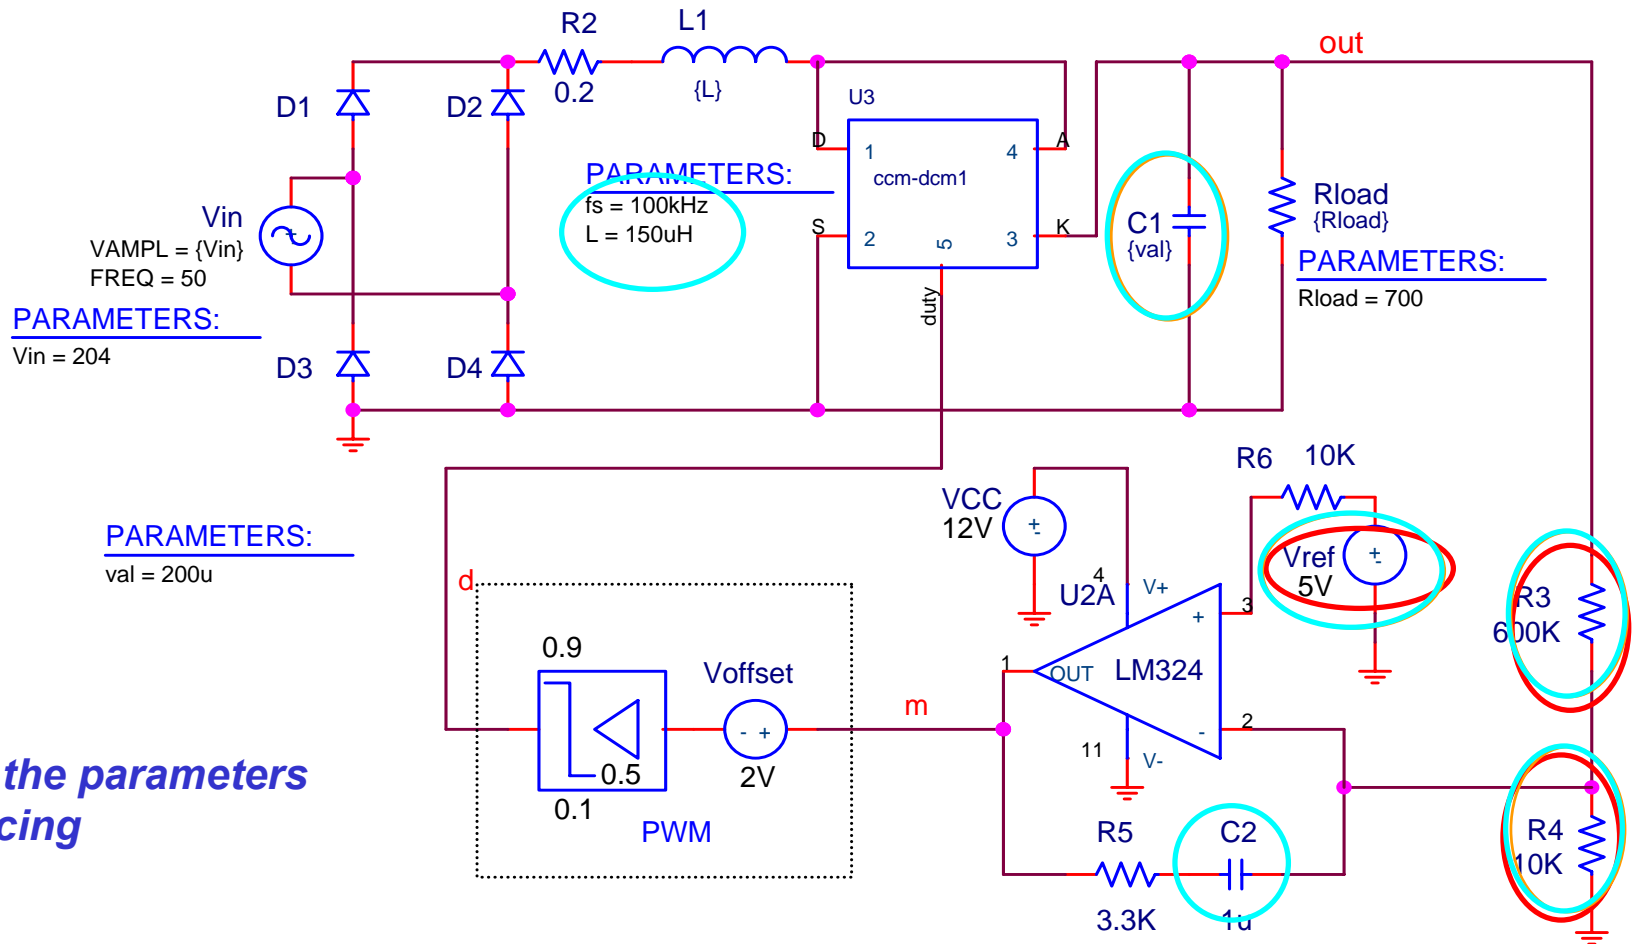 R2
L1
out
0.2
{L}
D1
D2
U3
D
1
4
A
ccm-dcm1
PARAMETERS:
fs = 100kHz
L = 150uH
S
2
5
3
K
duty
C1
{val}
Rload
{Rload}
PARAMETERS:
Rload = 700
Vin
VAMPL = {Vin}
FREQ = 50
PARAMETERS:
Vin = 204
D3
D4
R6
10K
VCC
12V
+
-
Vref
5V
+
-
PARAMETERS:
val = 200u
d
4
V+
U2A
3
+
R3
600K
0.9
Voffset
1
OUT
LM324
m
- +
2V
2
-
11
V-
0.5
0.1
PWM
the parameters
cing
R5
C2
R4
10K
3.3K
1u